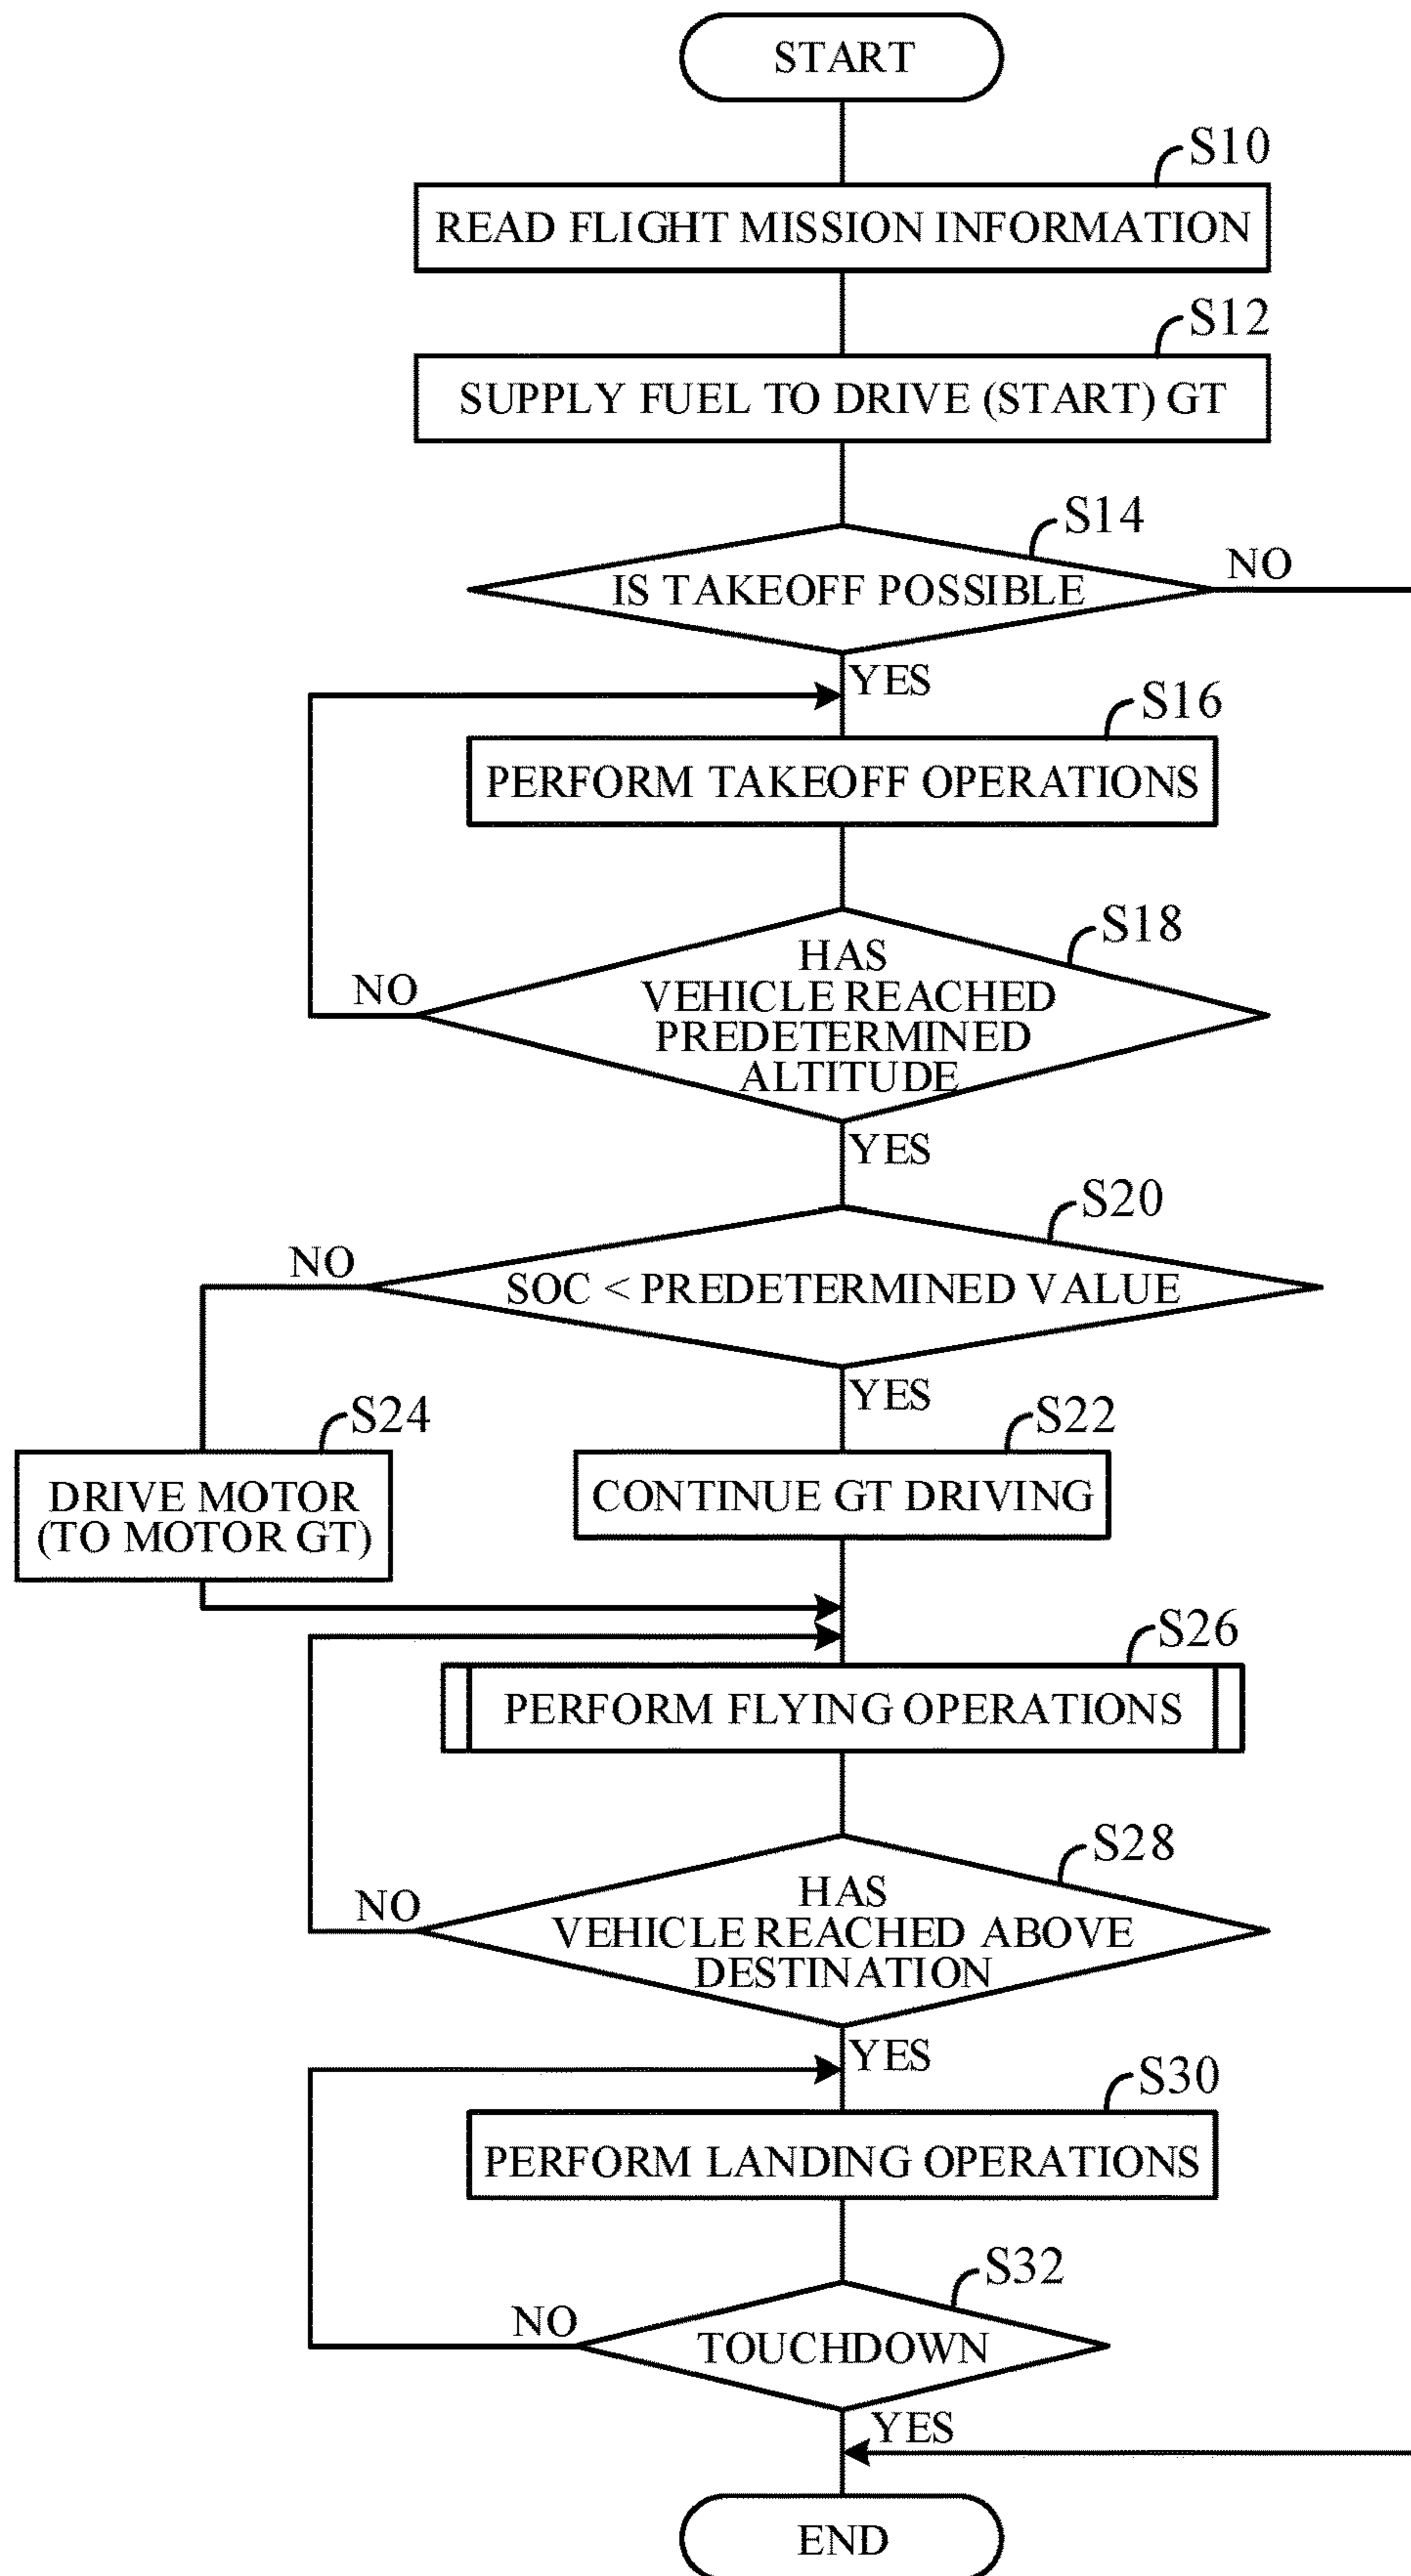 START
S10
READ FLIGHT MISSION INFORMATION
S12
SUPPLY FUEL TO DRIVE (START) GT
S14
IS TAKEOFF POSSIBLE
NO
YES
S16
PERFORM TAKEOFF OPERATIONS
S18
HAS
VEHICLE REACHED
PREDETERMINED
ALTITUDE
NO
YES
S20
NO
SOC < PREDETERMINED VALUE
YES
S24
DRIVE MOTOR
(TO MOTOR GT)
S22
CONTINUE GT DRIVING
S26
PERFORM FLYING OPERATIONS
S28
HAS
VEHICLE REACHED ABOVE
DESTINATION
NO
YES
S30
PERFORM LANDING OPERATIONS
S32
NO
TOUCHDOWN
YES
END